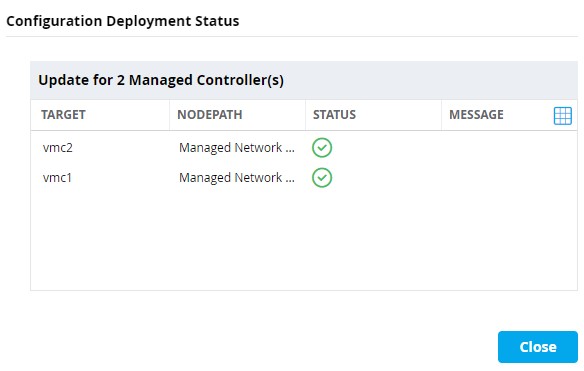 Configuration Deployment Status
Update for 2 Managed Controller(s)
TARGET NODEPATH STATUS MESSAGE
vmc2 Managed Network ...
vmc1 Managed Network ...
Close